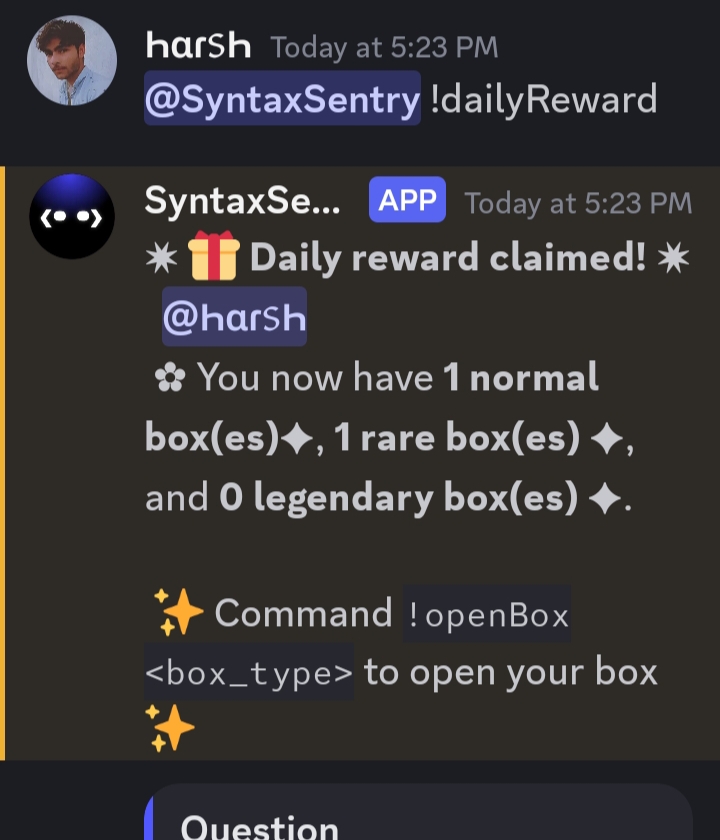 harsh Today at 5:23 PM
@SyntaxSentry !dailyReward
SyntaxSe... APP Today at 5:23 PM
✷ 🎁 Daily reward claimed! ✷
@harsh
✿ You now have 1 normal
box(es)✦, 1 rare box(es) ✦,
and 0 legendary box(es) ✦.
✨ Command !openBox
<box_type> to open your box
✨
Question